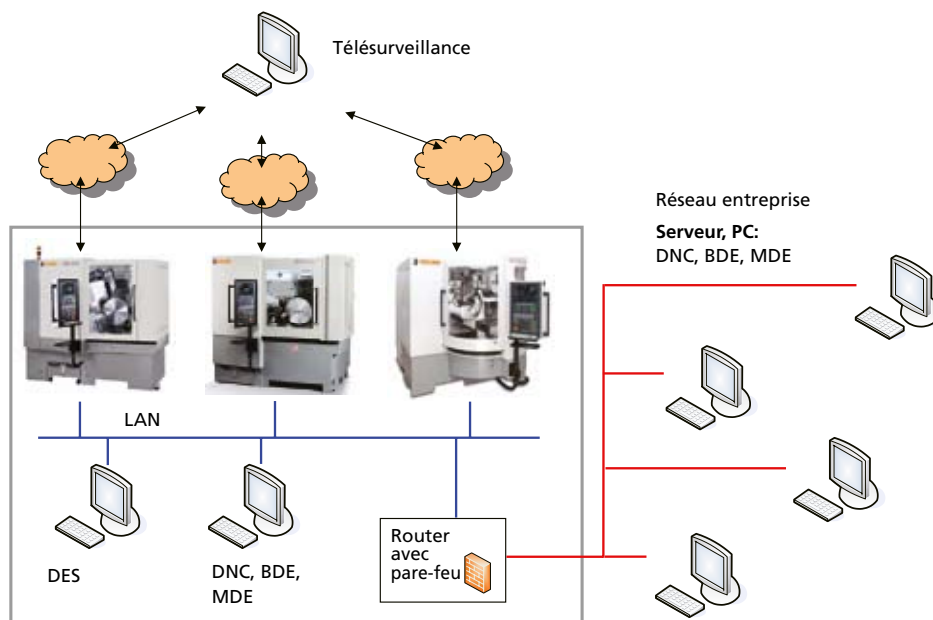 Télésurveillance
Réseau entreprise
Serveur, PC:
DNC, BDE, MDE
LAN
DES
DNC, BDE,
MDE
Router
avec
pare-feu